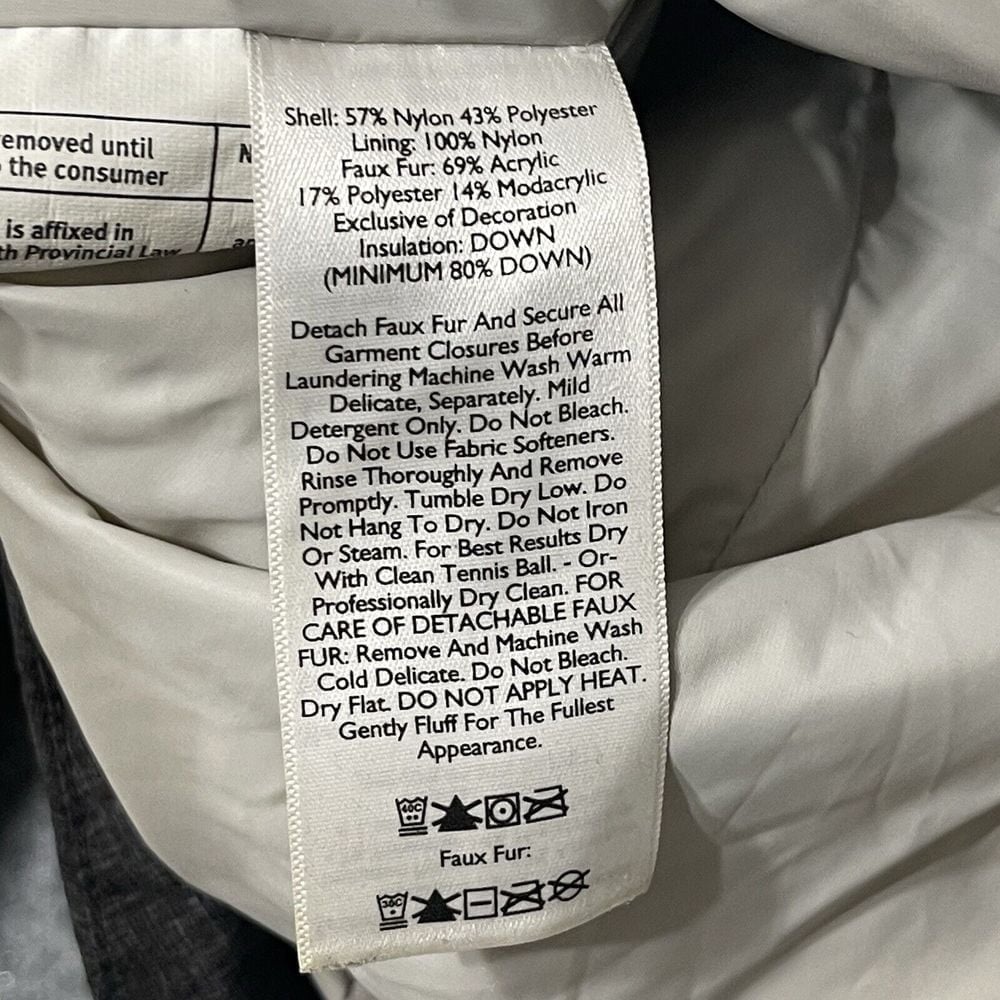 emoved until
the consumer
is affixed in
th Provincial Law
N
Shell: 57% Nylon 43% Polyester
Lining: 100% Nylon
Faux Fur: 69% Acrylic
17% Polyester 14% Modacrylic
Exclusive of Decoration
Insulation: DOWN
(MINIMUM 80% DOWN)
Detach Faux Fur And Secure All
Garment Closures Before
Laundering Machine Wash Warm
Delicate, Separately. Mild
Detergent Only. Do Not Bleach.
Do Not Use Fabric Softeners.
Rinse Thoroughly And Remove
Promptly. Tumble Dry Low. Do
Not Hang To Dry. Do Not Iron
Or Steam. For Best Results Dry
With Clean Tennis Ball. - Or-
Professionally Dry Clean. FOR
CARE OF DETACHABLE FAUX
FUR: Remove And Machine Wash
Cold Delicate. Do Not Bleach.
Dry Flat. DO NOT APPLY HEAT.
Gently Fluff For The Fullest
Appearance.
40C
Faux Fur:
30C